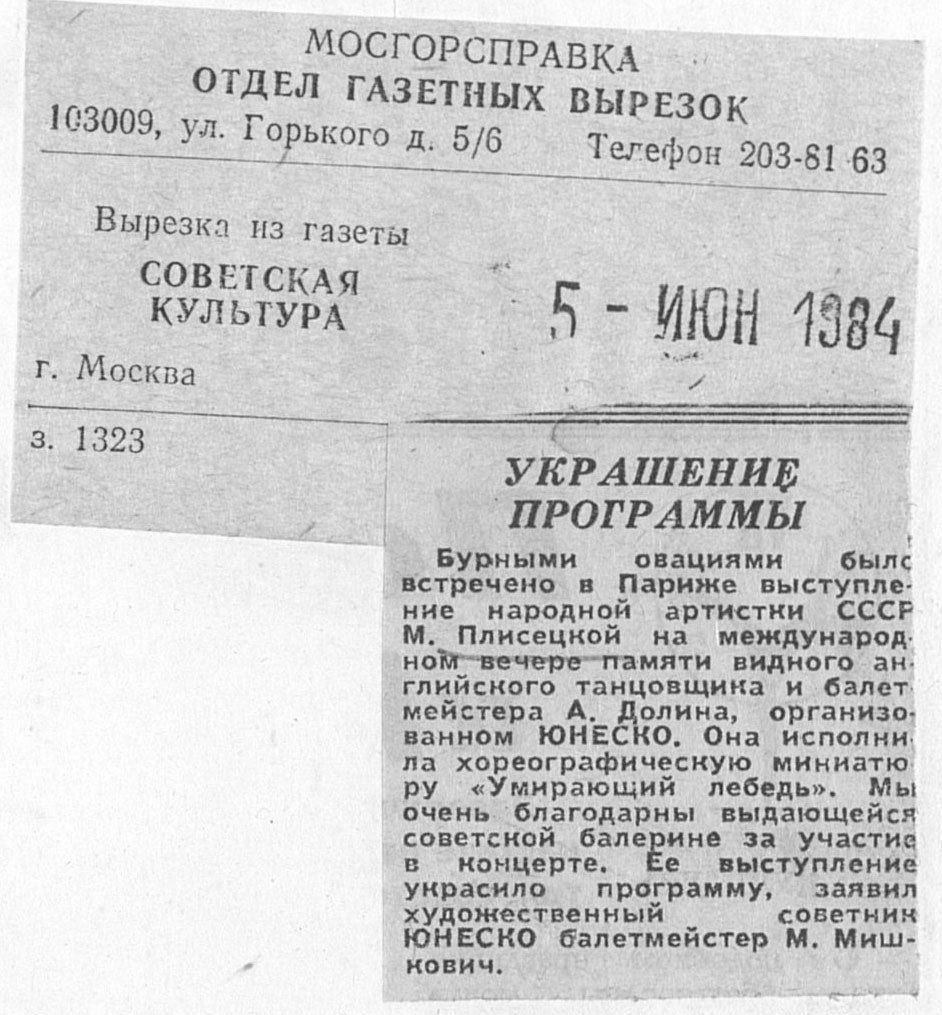 МОСГОРСПРАВКА
ОТДЕЛ ГАЗЕТНЫХ ВЫРЕЗОК
103009, ул. Горького д. 5/6 Телефон 203-81 63
Вырезка из газеты
СОВЕТСКАЯ
КУЛЬТУРА
5 - ИЮН 1984
г. Москва
з. 1323
УКРАШЕНИЕ
ПРОГРАММЫ
Бурными овациями было
встречено в Париже выступле-
ние народной артистки СССР
М. Плисецкой на международ-
ном вечере памяти видного ан-
глийского танцовщика и балет-
мейстера А. Долина, организо-
ванном ЮНЕСКО. Она исполни-
ла хореографическую миниатю-
ру «Умирающий лебедь». Мы
очень благодарны выдающейся
советской балерине за участие
в концерте. Ее выступление
украсило программу, заявил
художественный советник
ЮНЕСКО балетмейстер М. Миш-
кович.